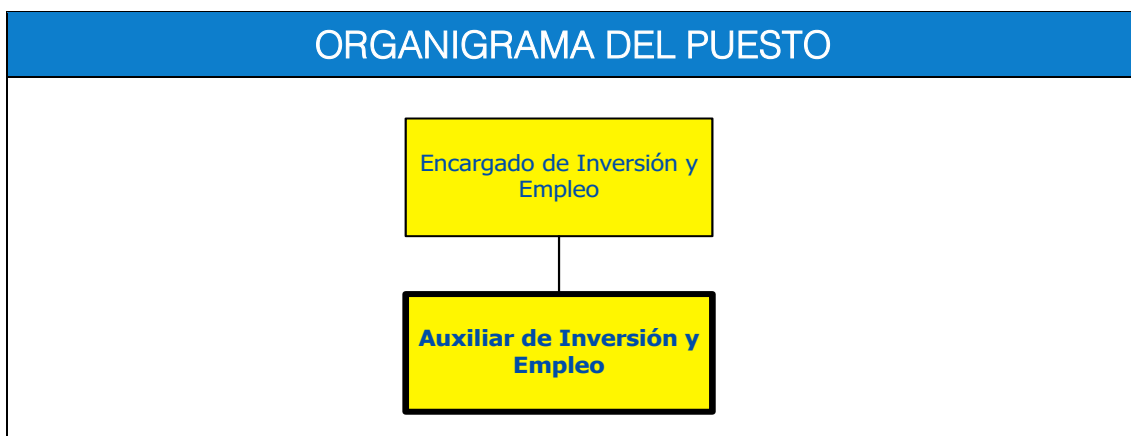 ORGANIGRAMA DEL PUESTO
Encargado de Inversión y
Empleo
Auxiliar de Inversión y
Empleo